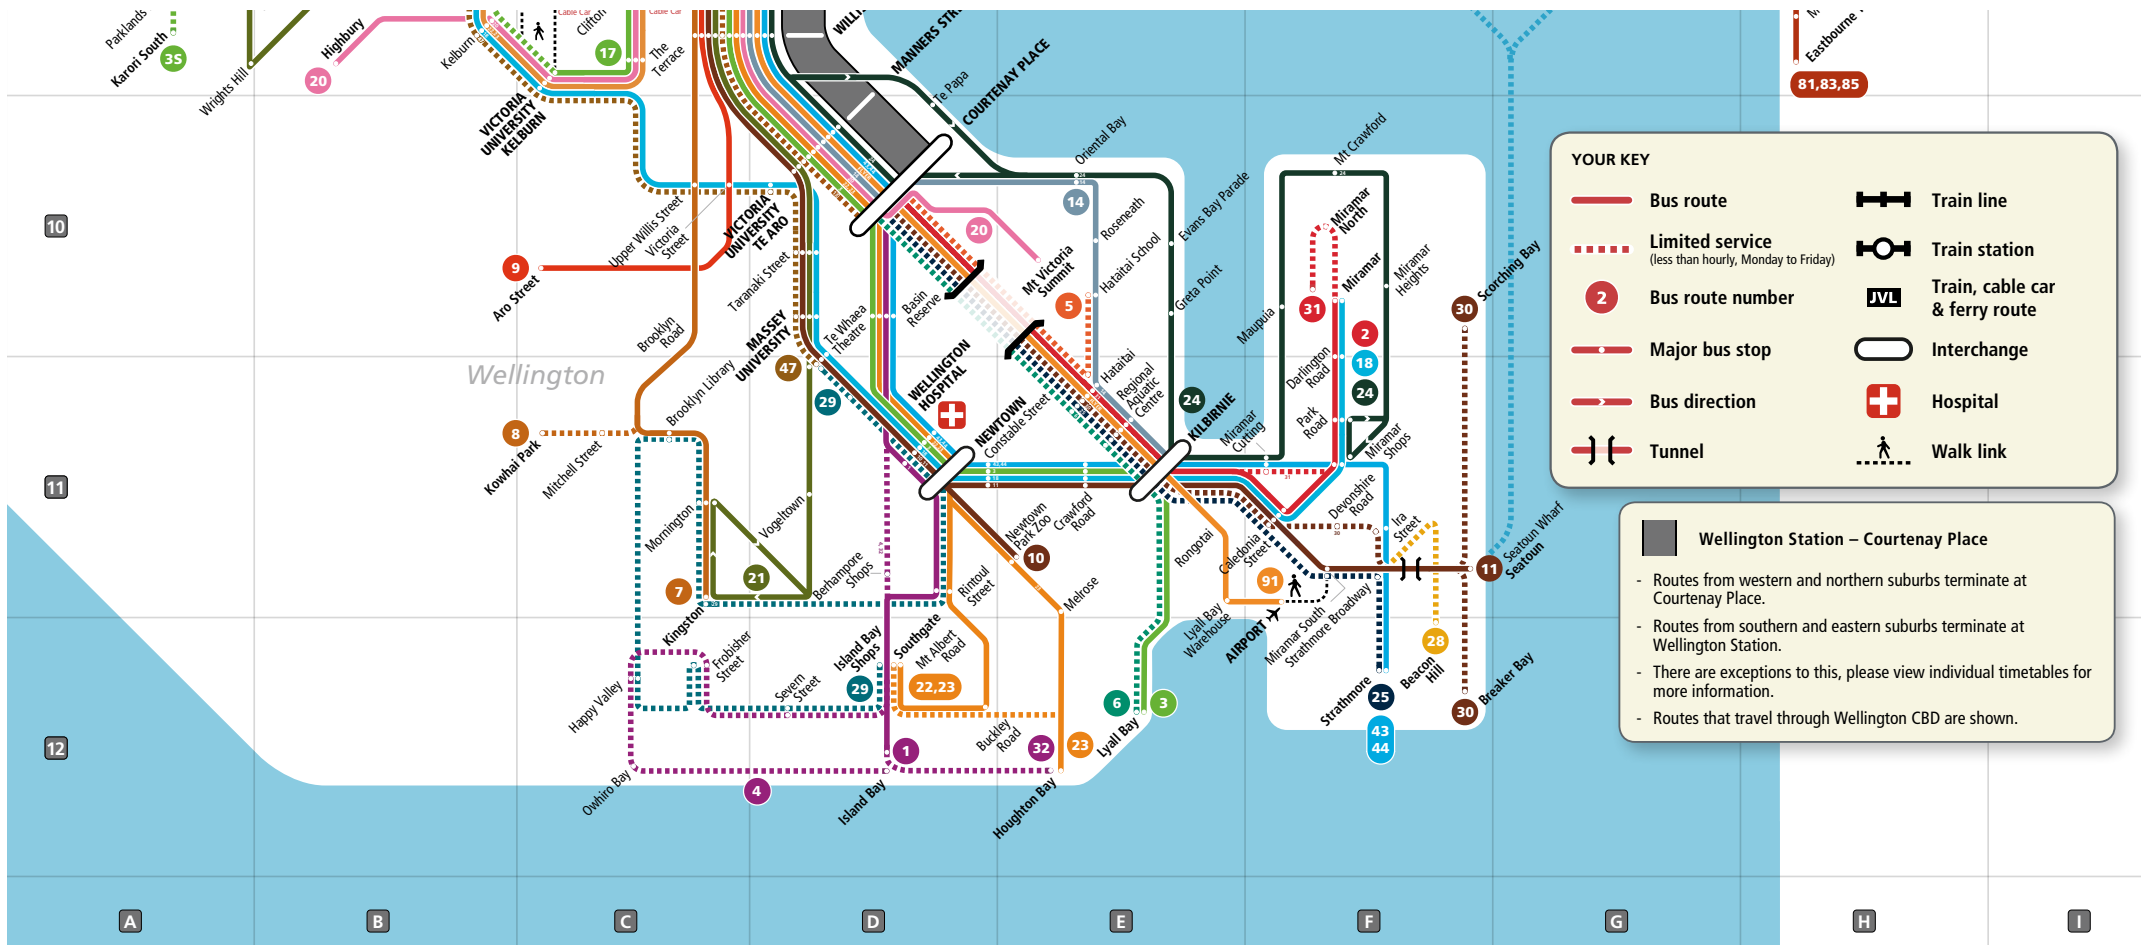 Parklands
Karori South
3S
Wrights Hill
Highbury
20
Kelburn
Cable Car
Clifton
Cable Car
17
The
Terrace
VICTORIA
UNIVERSITY
KELBURN
MANNERS
COURTENAY PLACE
Te Papa
Oriental Bay
Mt Crawford
Eastbourne
81,83,85
10
9
Aro Street
Upper Willis Street
Victoria
Street
VICTORIA
UNIVERSITY
TE ARO
Taranaki Street
Brooklyn
Road
MASSEY
UNIVERSITY
47
Te Whaea
Theatre
29
Basin
Reserve
20
Mt Victoria
Summit
14
Roseneath
Hataitai School
5
Evans Bay Parade
Greta Point
Hataitai
Regional
Aquatic
Centre
24
KILBIRNIE
Miramar
North
Miramar
31
Maupuia
Miramar
Heights
2
18
24
Darlington
Road
Park
Road
Miramar
Shops
Miramar
Cutting
30
Scorching Bay
Wellington
Brooklyn Library
WELLINGTON
HOSPITAL
NEWTOWN
Constable Street
8
Kowhai Park
Mitchell Street
11
Mornington
Vogeltown
21
7
Kingston
Berhampore
Shops
Rintoul
Street
Newtown
Park Zoo
10
Crawford
Road
Melrose
Rongotai
Caledonia
Street
91
Lyall Bay
Warehouse
AIRPORT
Miramar South
Strathmore Broadway
Devonshire
Road
Ira
Street
11
Seatoun Wharf
Seatoun
28
Beacon
Hill
Strathmore
25
43
44
30
Breaker Bay
Frobisher
Street
Happy Valley
Severn
Street
Island Bay
Shops
29
Southgate
Mt Albert
Road
22,23
Buckley
Road
6
3
Lyall Bay
12
Owhiro Bay
4
1
Island Bay
32
23
Houghton Bay
YOUR KEY
Bus route
Limited service
(less than hourly, Monday to Friday)
2
Bus route number
Major bus stop
Bus direction
Tunnel
Train line
Train station
JVL
Train, cable car
& ferry route
Interchange
Hospital
Walk link
Wellington Station – Courtenay Place
- Routes from western and northern suburbs terminate at
Courtenay Place.
- Routes from southern and eastern suburbs terminate at
Wellington Station.
- There are exceptions to this, please view individual timetables for
more information.
- Routes that travel through Wellington CBD are shown.
A
B
C
D
E
F
G
H
I